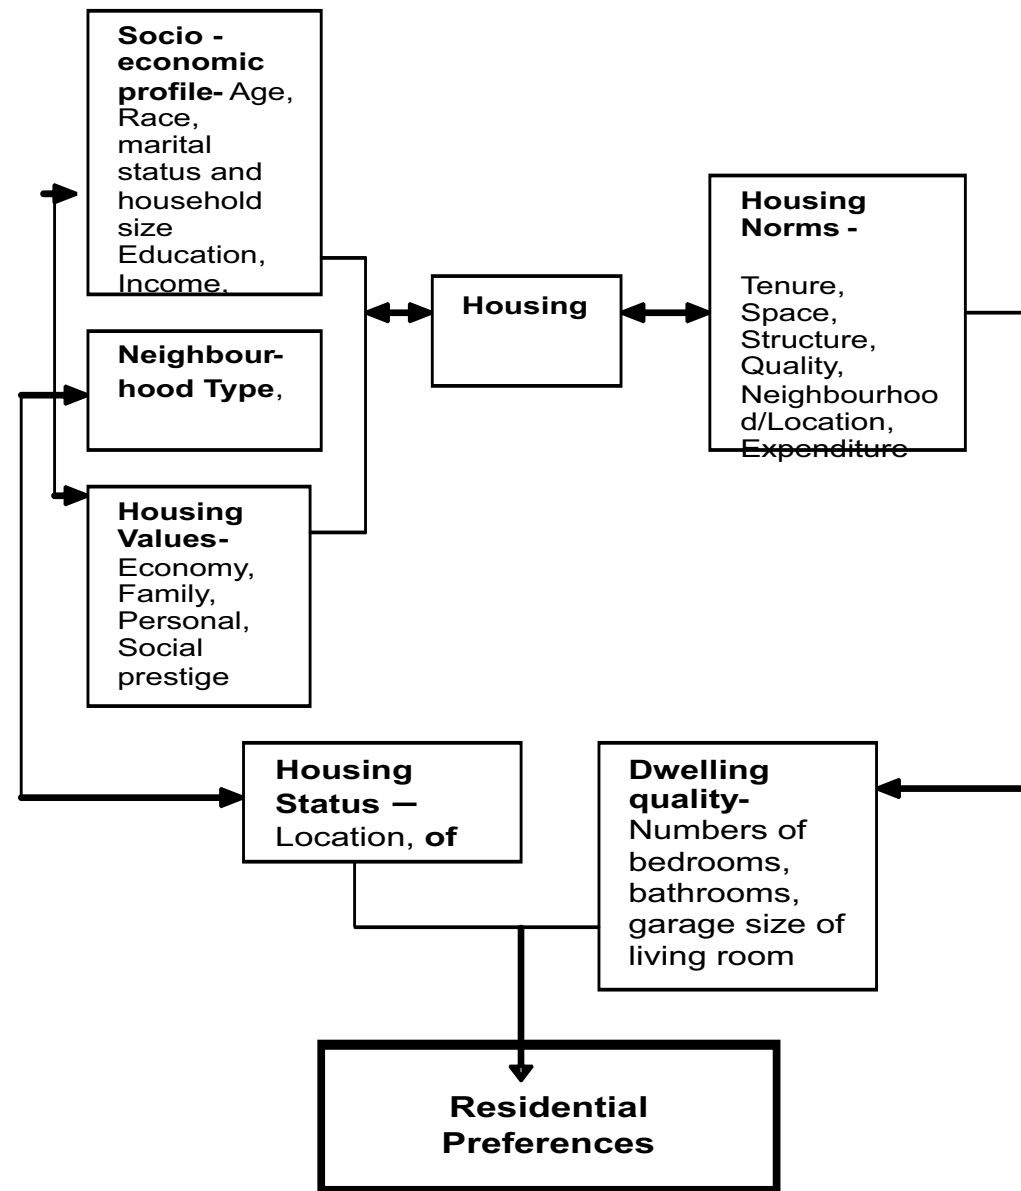 Socio -
economic
profile- Age,
Race,
marital
status and
household
size
Education,
Income,
Neighbour-
hood Type,
Housing
Values-
Economy,
Family,
Personal,
Social
prestige
Housing
Housing
Norms -
Tenure,
Space,
Structure,
Quality,
Neighbourhoo
d/Location,
Expenditure
Housing
Status –
Location, of
Dwelling
quality-
Numbers of
bedrooms,
bathrooms,
garage size of
living room
Residential
Preferences